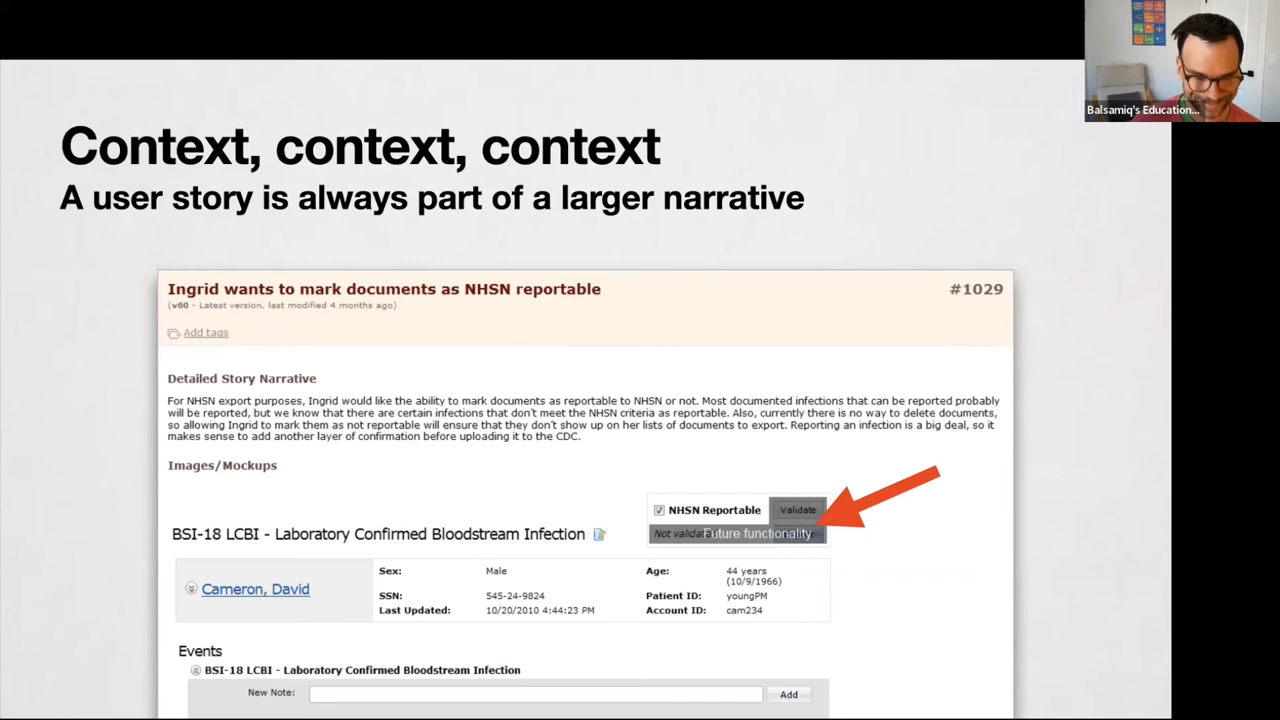 Balsamiq's Education...
Context, context, context
A user story is always part of a larger narrative
Ingrid wants to mark documents as NHSN reportable
#1029
(v60 - Latest version, last modified 4 months ago)
Add tags
Detailed Story Narrative
For NHSN export purposes, Ingrid would like the ability to mark documents as reportable to NHSN or not. Most documented infections that can be reported probably
will be reported, but we know that there are certain infections that don't meet the NHSN criteria as reportable. Also, currently there is no way to delete documents,
so allowing Ingrid to mark them as not reportable will ensure that they don't show up on her lists of documents to export. Reporting an infection is a big deal, so it
makes sense to add another layer of confirmation before uploading it to the CDC.
Images/Mockups
NHSN Reportable Validate
Not Future functionality
BSI-18 LCBI - Laboratory Confirmed Bloodstream Infection
Cameron, David
Sex: Male Age: 44 years
(10/9/1966)
SSN: 545-24-9824 Patient ID: youngPM
Last Updated: 10/20/2010 4:44:23 PM Account ID: cam234
Events
BSI-18 LCBI - Laboratory Confirmed Bloodstream Infection
New Note: Add